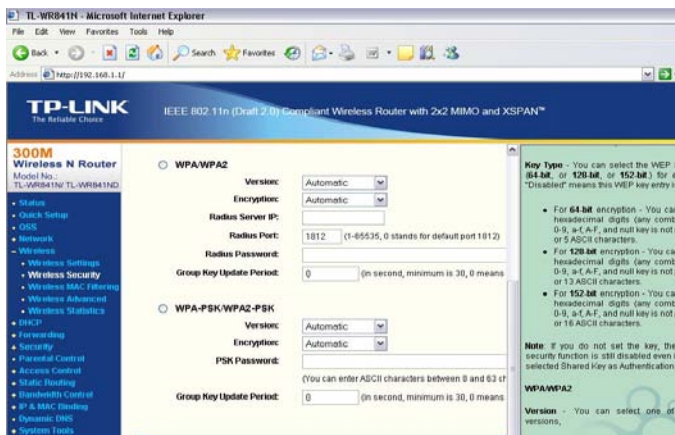 TL-WR841N - Microsoft Internet Explorer
File Edit View Favorites Tools Help
Back Search Favorites
Address http://192.168.1.1/
TP-LINK
The Reliable Choice
IEEE 802.11n (Draft 2.0) Compliant Wireless Router with 2x2 MIMO and XSPAN™
300M
Wireless N Router
Model No.:
TL-WR841N/ TL-WR841ND
Status
Quick Setup
QSS
Network
Wireless
Wireless Settings
Wireless Security
Wireless MAC Filtering
Wireless Advanced
Wireless Statistics
DHCP
Forwarding
Security
Parental Control
Access Control
Static Routing
Bandwidth Control
IP & MAC Binding
Dynamic DNS
System Tools
WPA/WPA2
Version: Automatic
Encryption: Automatic
Radius Server IP:
Radius Port: 1812 (1-65535, 0 stands for default port 1812)
Radius Password:
Group Key Update Period: 0 (in second, minimum is 30, 0 means
WPA-PSK/WPA2-PSK
Version: Automatic
Encryption: Automatic
PSK Password:
(You can enter ASCII characters between 8 and 63 ch
Group Key Update Period: 0 (in second, minimum is 30, 0 means
Key Type - You can select the WEP
(64-bit, or 128-bit, or 152-bit.) for e
"Disabled" means this WEP key entry i
For 64-bit encryption - You ca
hexadecimal digits (any comb
0-9, a-f, A-F, and null key is not
or 5 ASCII characters.
For 128-bit encryption - You ca
hexadecimal digits (any comb
0-9, a-f, A-F, and null key is not
or 13 ASCII characters.
For 152-bit encryption - You ca
hexadecimal digits (any comb
0-9, a-f, A-F, and null key is not
or 16 ASCII characters.
Note: If you do not set the key, the
security function is still disabled even i
selected Shared Key as Authentication
WPA/WPA2
Version - You can select one of
versions,